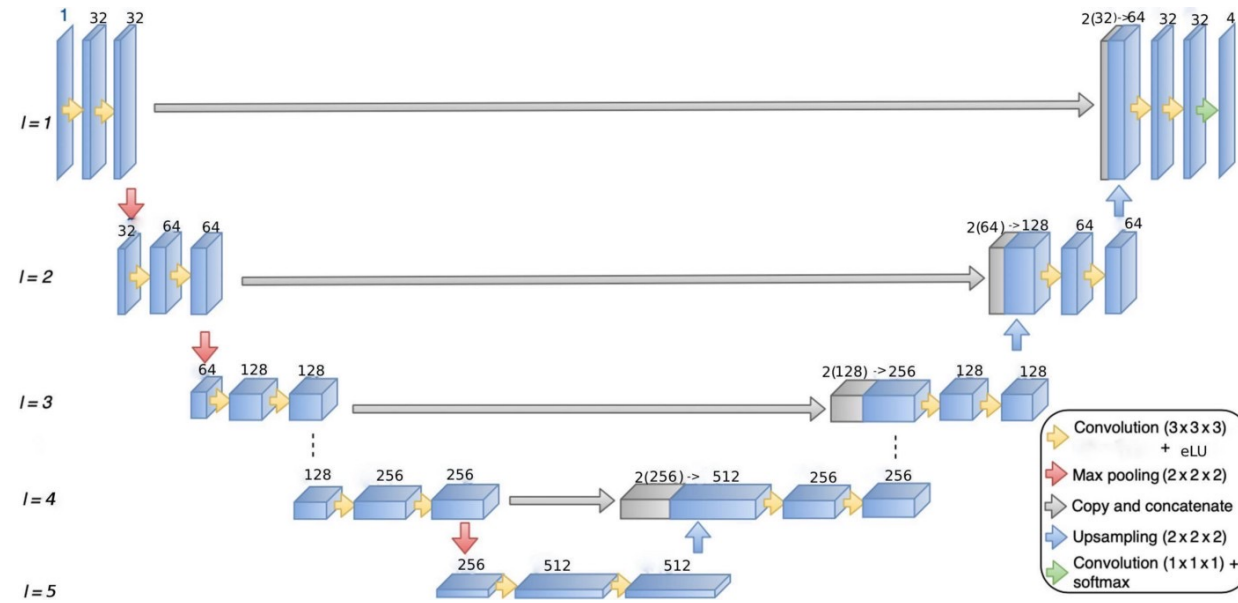 1 32 32 2(32)->64 32 32 4
l = 1
32 64 64 2(64) ->128 64 64
l = 2
64 128 128 2(128) ->256 128 128
l = 3
128 256 256 2(256) -> 512 256 256
l = 4
256 512 512
l = 5
Convolution (3x3x3)
+ eLU
Max pooling (2x2x2)
Copy and concatenate
Upsampling (2x2x2)
Convolution (1x1x1) +
softmax